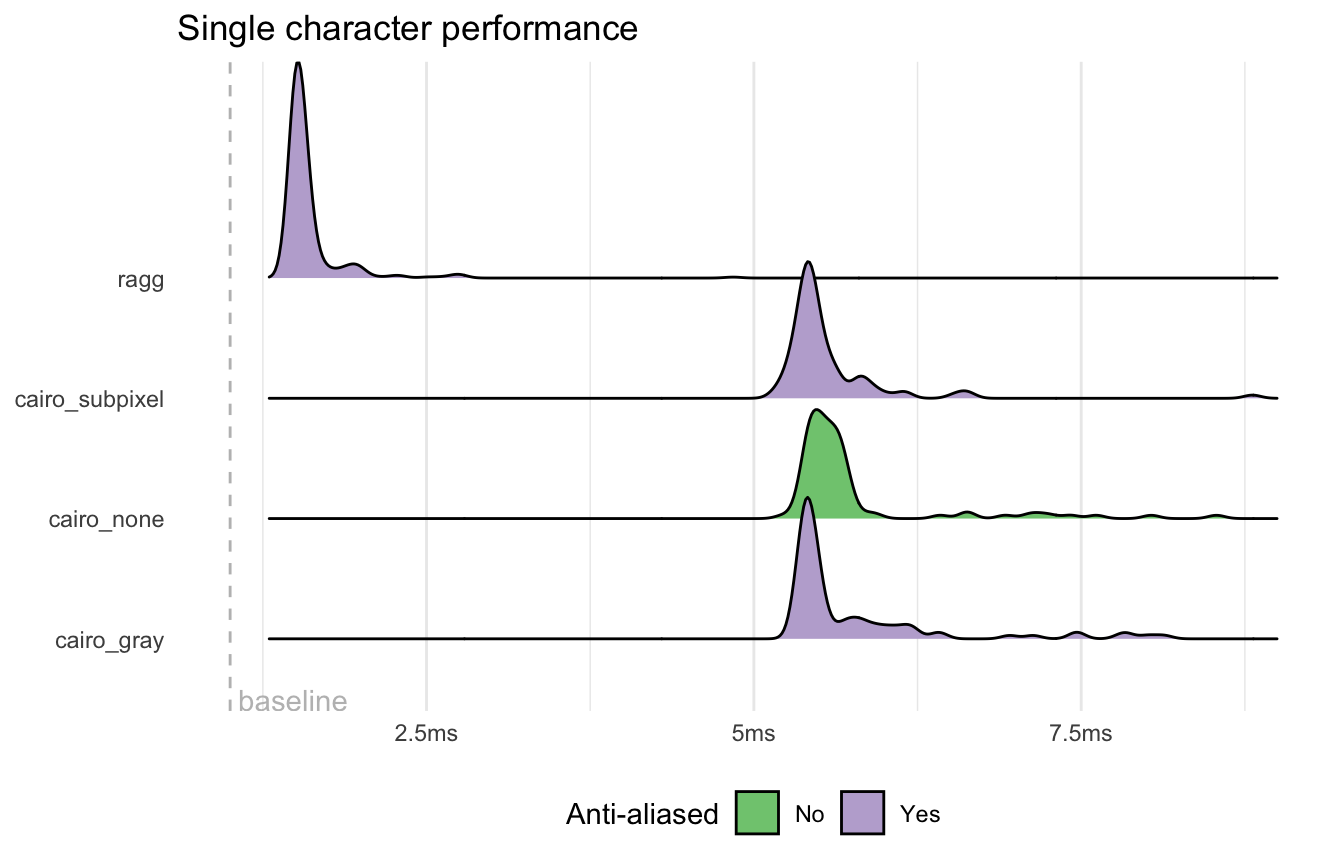 Single character performance
ragg
cairo_subpixel
cairo_none
cairo_gray
baseline
2.5ms 5ms 7.5ms
Anti-aliased No Yes